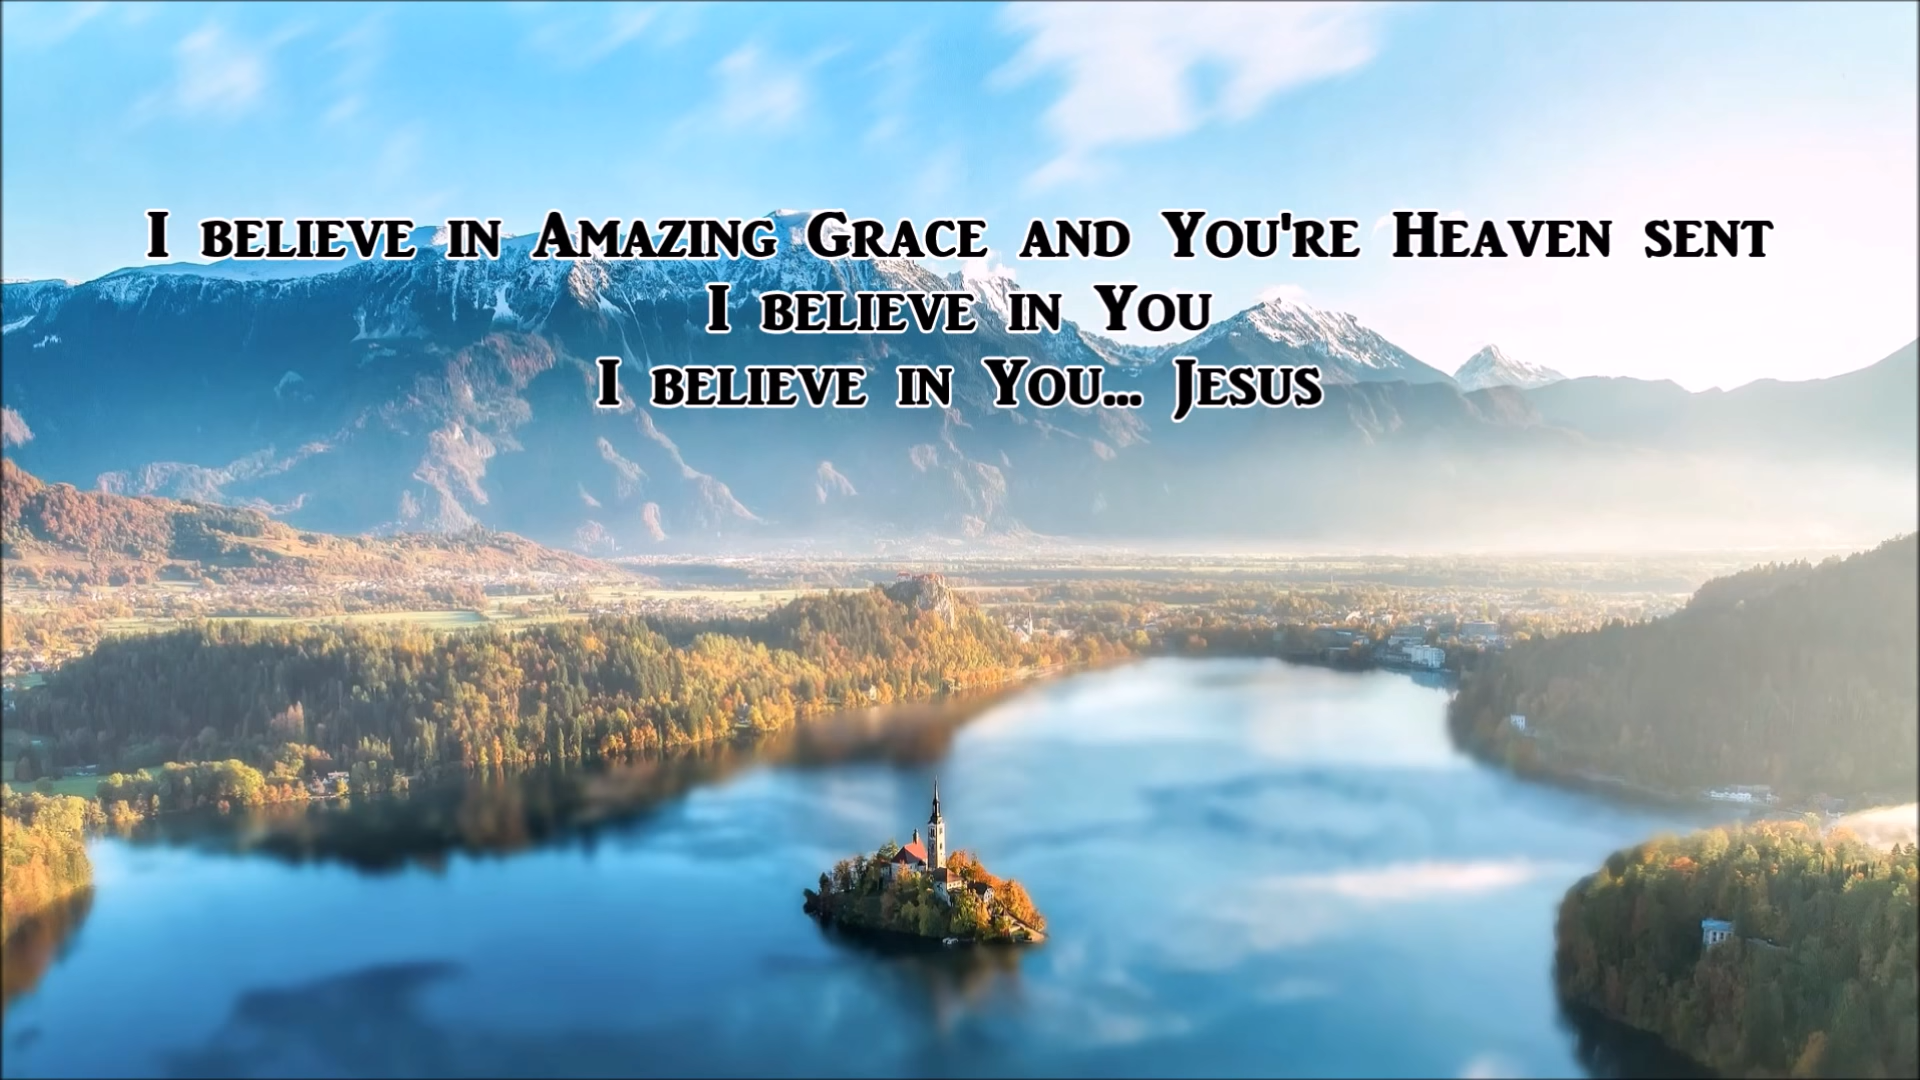 I believe in Amazing Grace and You're Heaven sent
I believe in You
I believe in You... Jesus